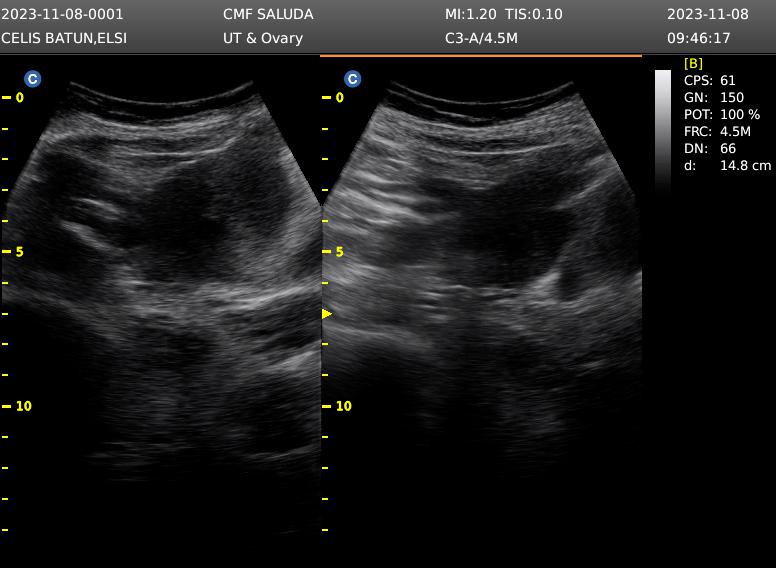 2023-11-08-0001 CMF SALUDA MI:1.20 TIS:0.10 2023-11-08
CELIS BATUN,ELSI UT & Ovary C3-A/4.5M 09:46:17
C
C
[B]
CPS: 61
GN: 150
POT: 100 %
FRC: 4.5M
DN: 66
d: 14.8 cm
0
5
10
0
5
10